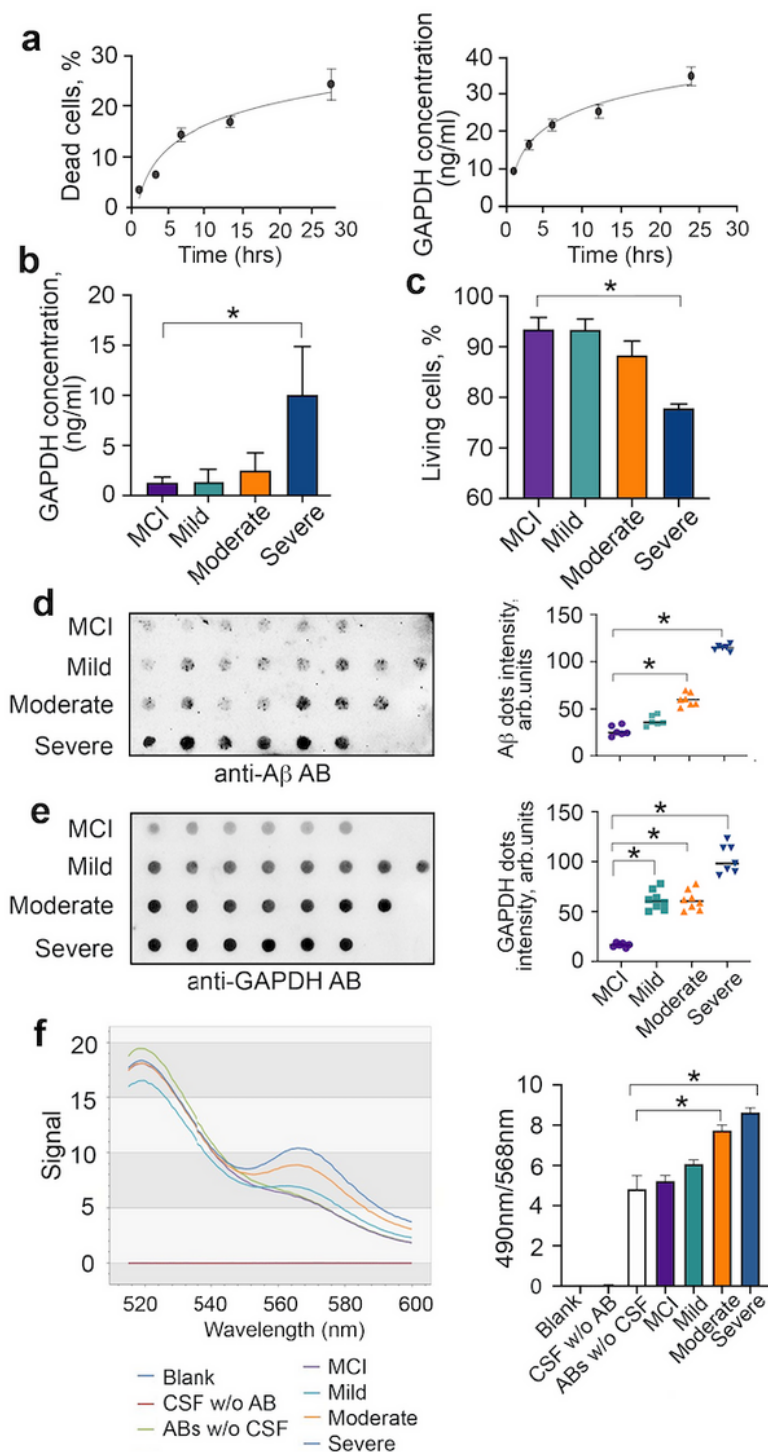 a
Dead cells, %
30
20
10
0
0 5 10 15 20 25 30
Time (hrs)
GAPDH concentration
(ng/ml)
40
30
20
10
0
0 5 10 15 20 25 30
Time (hrs)
b
GAPDH concentration,
(ng/ml)
20
15
10
5
0
*
MCI
Mild
Moderate
Severe
c
Living cells, %
100
90
80
70
60
*
MCI
Mild
Moderate
Severe
d
MCI
Mild
Moderate
Severe
anti-Aβ AB
Aβ dots intensity,
arb.units
150
100
50
0
*
*
e
MCI
Mild
Moderate
Severe
anti-GAPDH AB
GAPDH dots
intensity, arb.units
150
100
50
0
*
*
*
MCI
Mild
Moderate
Severe
f
Signal
20
15
10
5
0
520 540 560 580 600
Wavelength (nm)
Blank
CSF w/o AB
ABs w/o CSF
MCI
Mild
Moderate
Severe
490nm/568nm
10
8
6
4
2
0
*
*
Blank
CSF w/o AB
ABs w/o CSF
MCI
Mild
Moderate
Severe